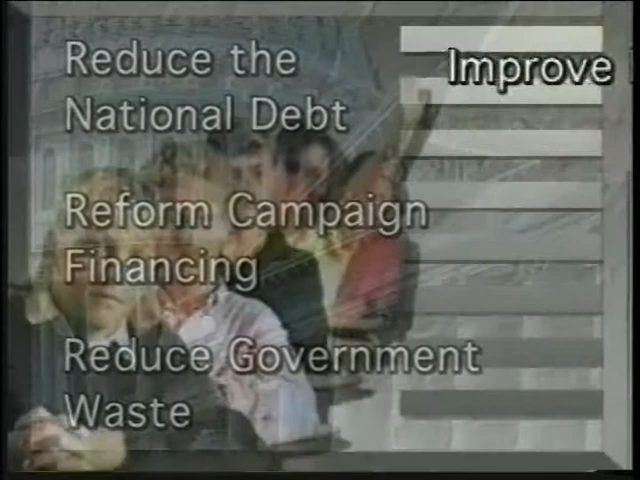 Reduce the
National Debt
Improve
Reform Campaign
Financing
Reduce Government
Waste